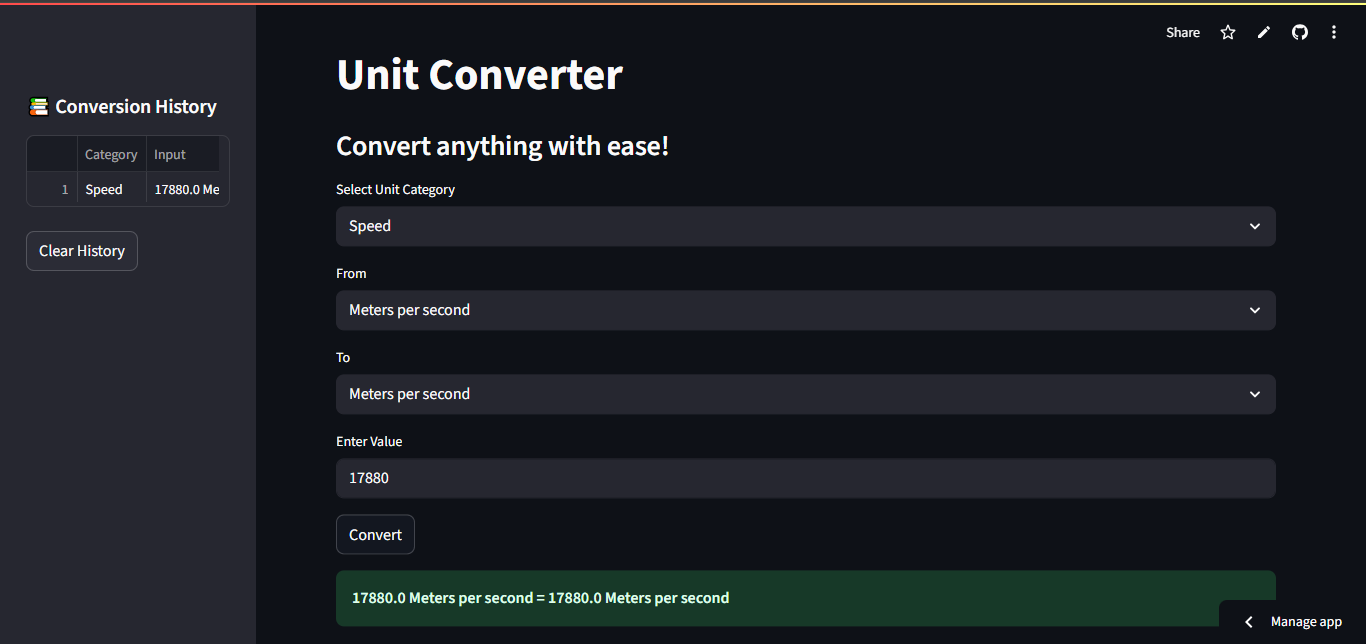 Share
Unit Converter
Conversion History
Convert anything with ease!
Category Input
1 Speed 17880.0 Me
Clear History
Select Unit Category
Speed
From
Meters per second
To
Meters per second
Enter Value
17880
Convert
17880.0 Meters per second = 17880.0 Meters per second
Manage app